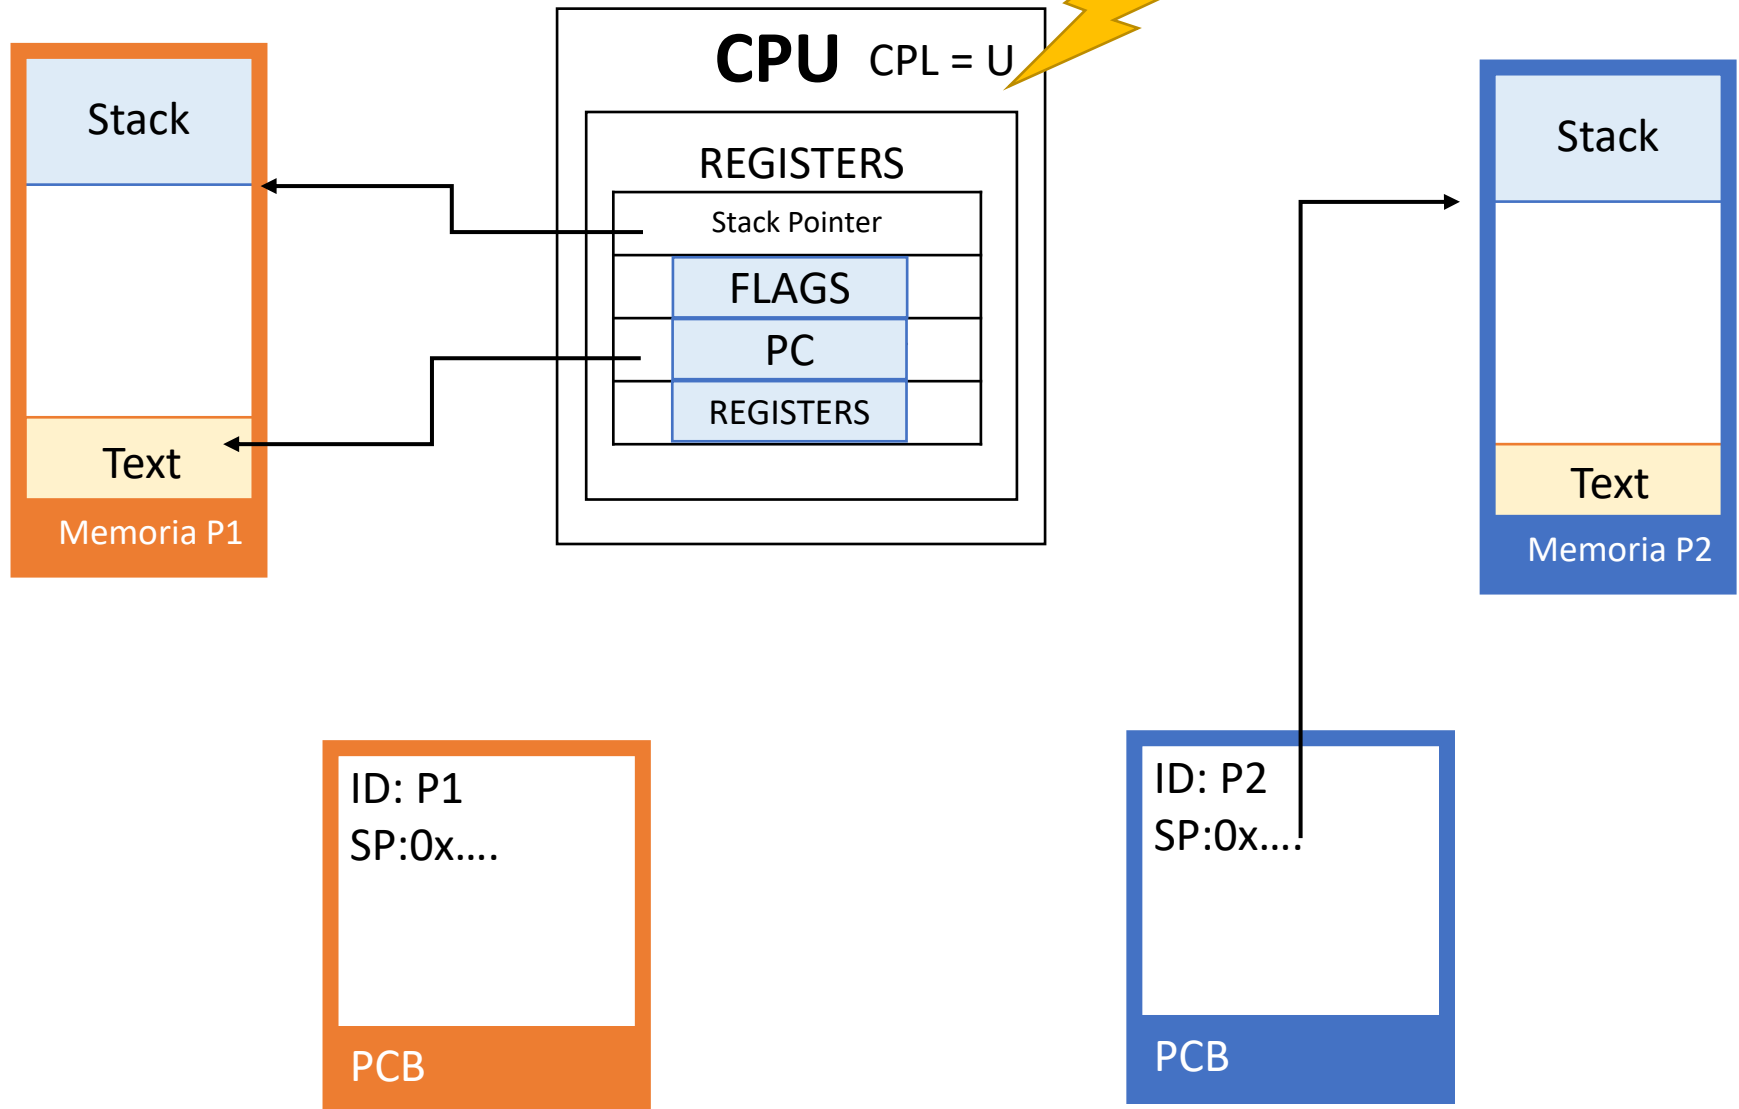 CPU CPL = U
Stack
REGISTERS
Stack Pointer
FLAGS
PC
REGISTERS
Text
Memoria P1
Stack
Text
Memoria P2
ID: P1
SP:0x....
PCB
ID: P2
SP:0x....
PCB